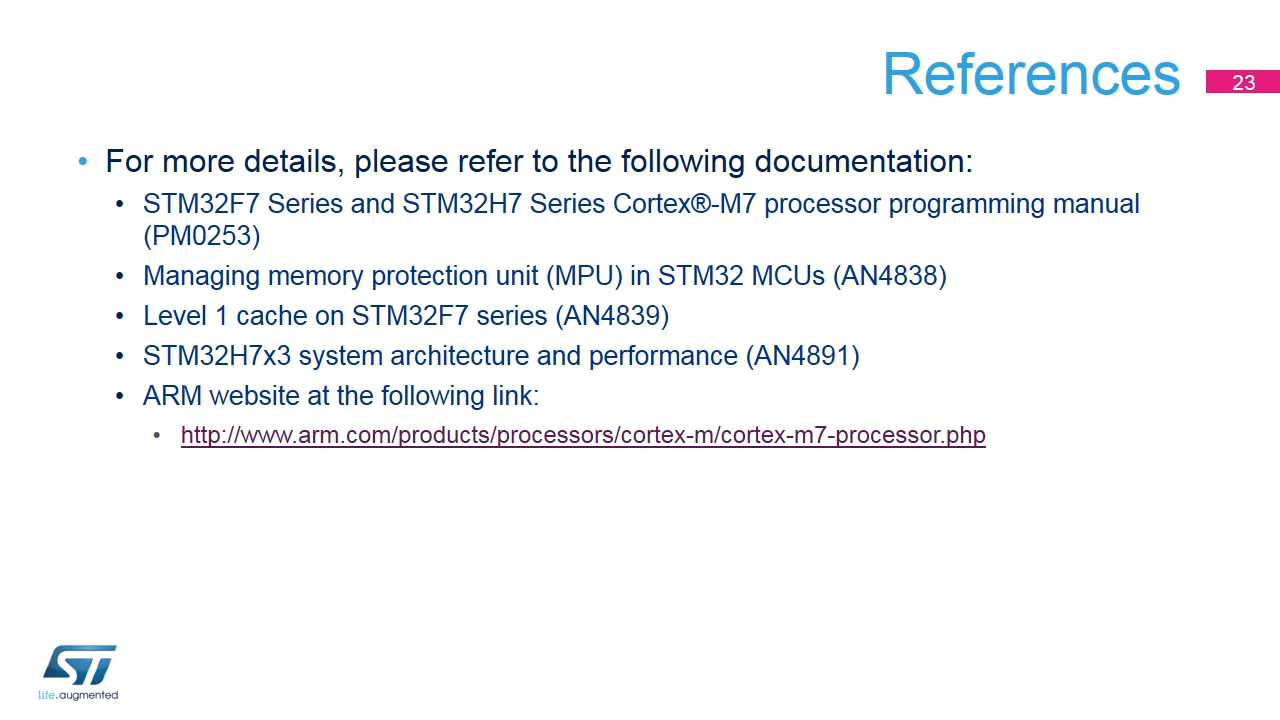 References
23
• For more details, please refer to the following documentation:
• STM32F7 Series and STM32H7 Series Cortex®-M7 processor programming manual
(PM0253)
• Managing memory protection unit (MPU) in STM32 MCUs (AN4838)
• Level 1 cache on STM32F7 series (AN4839)
• STM32H7x3 system architecture and performance (AN4891)
• ARM website at the following link:
• http://www.arm.com/products/processors/cortex-m/cortex-m7-processor.php
ST
life.augmented